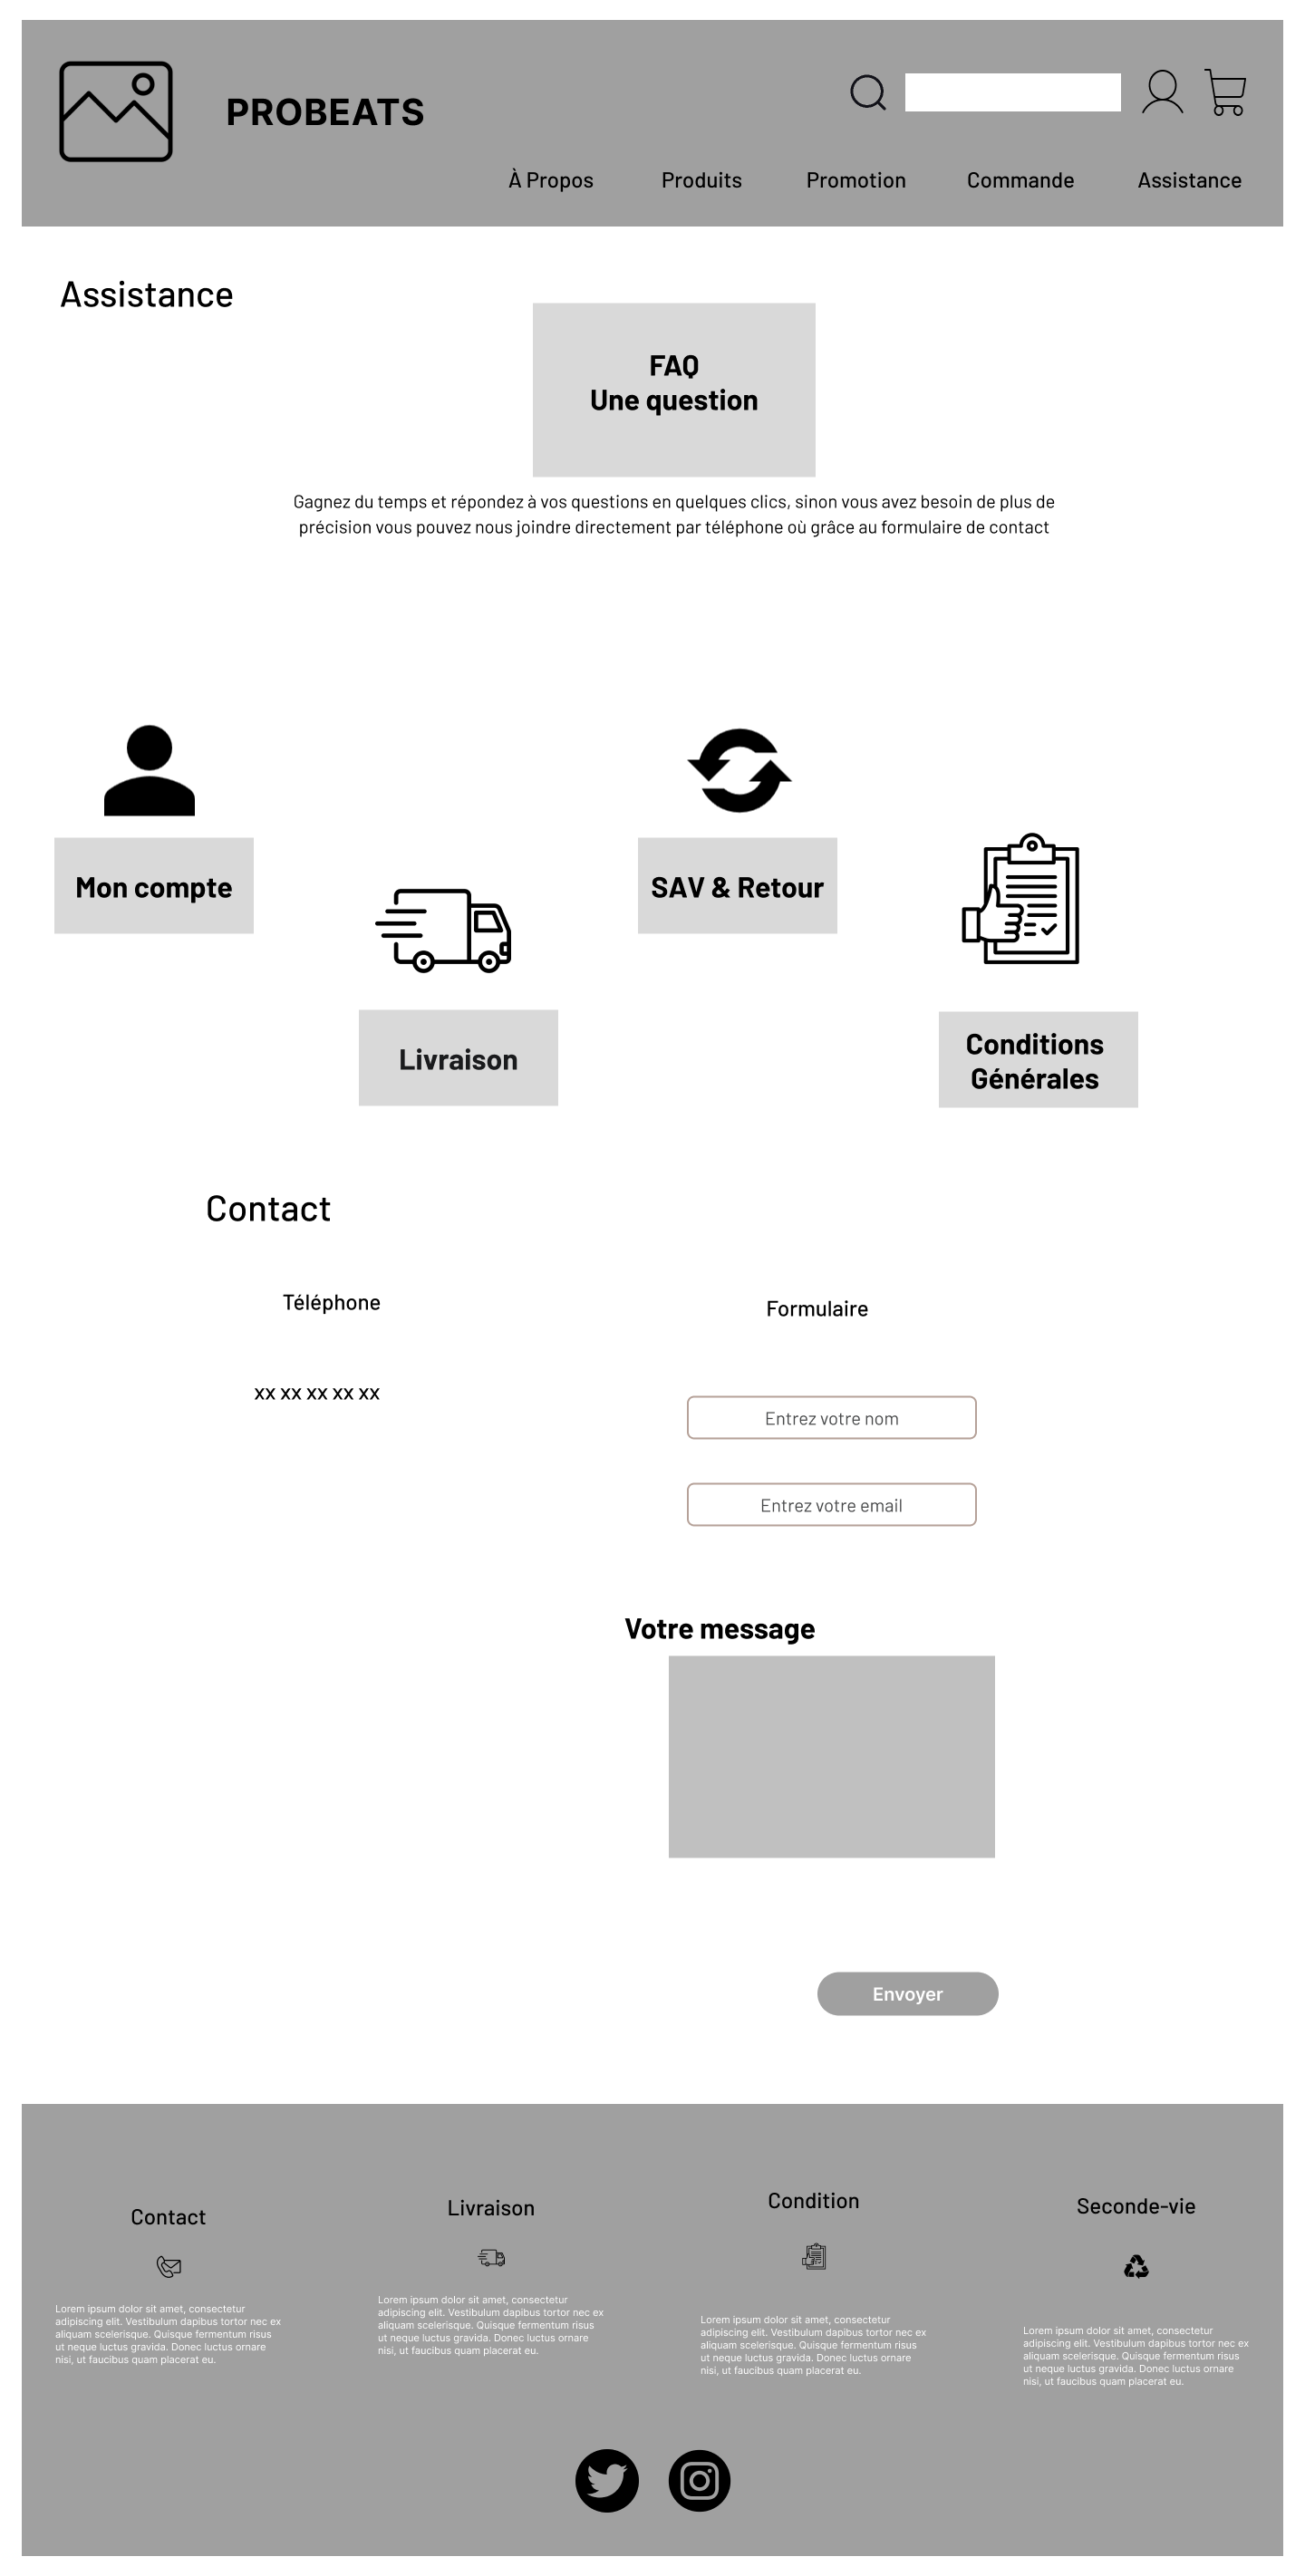 PROBEATS
À Propos
Produits
Promotion
Commande
Assistance
Assistance
FAQ
Une question
Gagnez du temps et répondez à vos questions en quelques clics, sinon vous avez besoin de plus de
précision vous pouvez nous joindre directement par téléphone où grâce au formulaire de contact
Mon compte
Livraison
SAV & Retour
Conditions
Générales
Contact
Téléphone
xx xx xx xx xx
Formulaire
Entrez votre nom
Entrez votre email
Votre message
Envoyer
Contact
Lorem ipsum dolor sit amet, consectetur
adipiscing elit. Vestibulum dapibus tortor nec ex
aliquam scelerisque. Quisque fermentum risus
ut neque luctus gravida. Donec luctus ornare
nisi, ut faucibus quam placerat eu.
Livraison
Lorem ipsum dolor sit amet, consectetur
adipiscing elit. Vestibulum dapibus tortor nec ex
aliquam scelerisque. Quisque fermentum risus
ut neque luctus gravida. Donec luctus ornare
nisi, ut faucibus quam placerat eu.
Condition
Lorem ipsum dolor sit amet, consectetur
adipiscing elit. Vestibulum dapibus tortor nec ex
aliquam scelerisque. Quisque fermentum risus
ut neque luctus gravida. Donec luctus ornare
nisi, ut faucibus quam placerat eu.
Seconde-vie
Lorem ipsum dolor sit amet, consectetur
adipiscing elit. Vestibulum dapibus tortor nec ex
aliquam scelerisque. Quisque fermentum risus
ut neque luctus gravida. Donec luctus ornare
nisi, ut faucibus quam placerat eu.